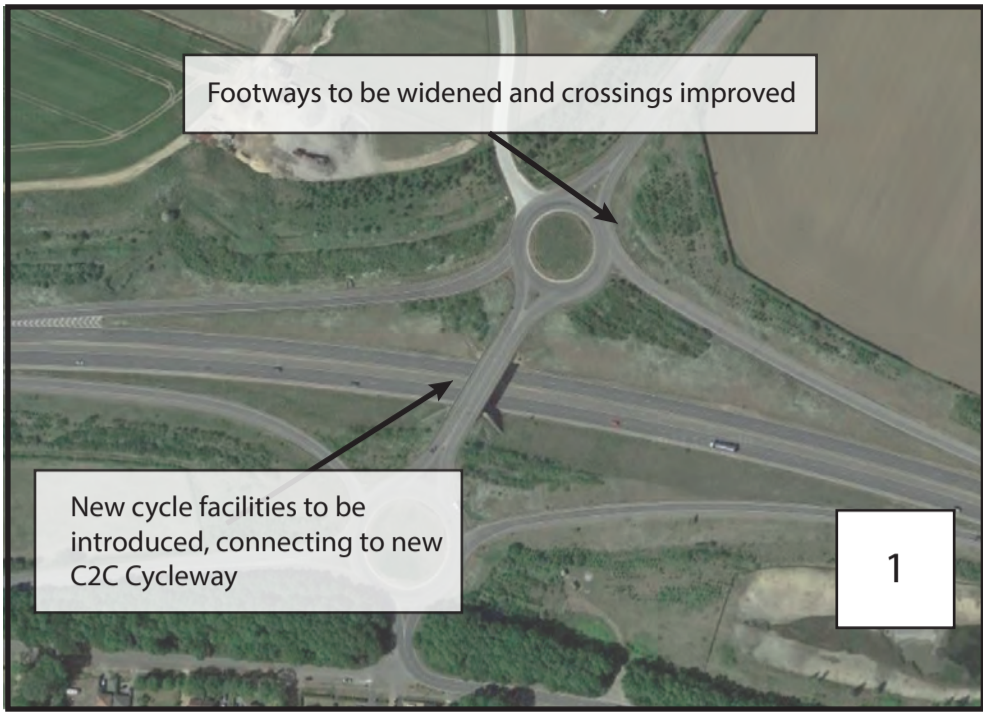 Footways to be widened and crossings improved
New cycle facilities to be
introduced, connecting to new
C2C Cycleway
1